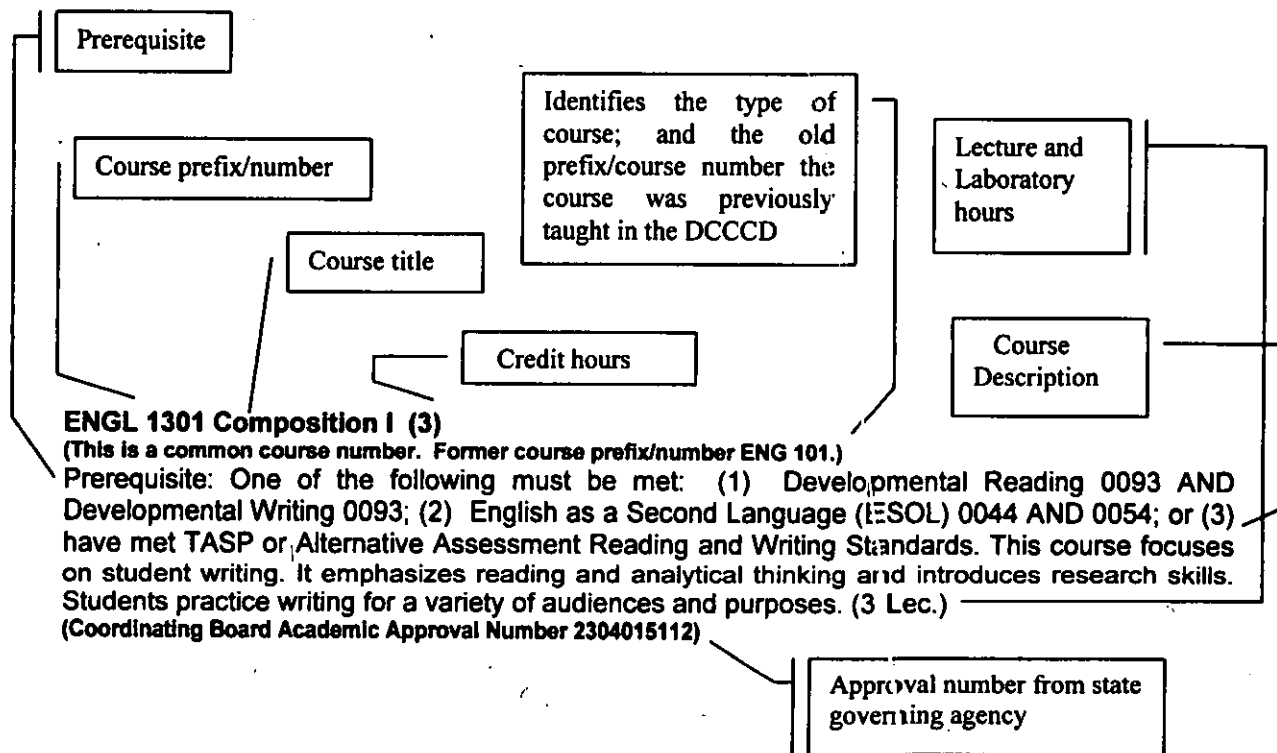 Prerequisite
Identifies the type of
course; and the old
prefix/course number the
course was previously
taught in the DCCCD
Lecture and
Laboratory
hours
Course prefix/number
Course title
Credit hours
Course
Description
ENGL 1301 Composition I (3)
(This is a common course number. Former course prefix/number ENG 101.)
Prerequisite: One of the following must be met: (1) Developmental Reading 0093 AND
Developmental Writing 0093; (2) English as a Second Language (ESOL) 0044 AND 0054; or (3)
have met TASP or Alternative Assessment Reading and Writing Standards. This course focuses
on student writing. It emphasizes reading and analytical thinking and introduces research skills.
Students practice writing for a variety of audiences and purposes. (3 Lec.)
(Coordinating Board Academic Approval Number 2304015112)
Approval number from state
governing agency